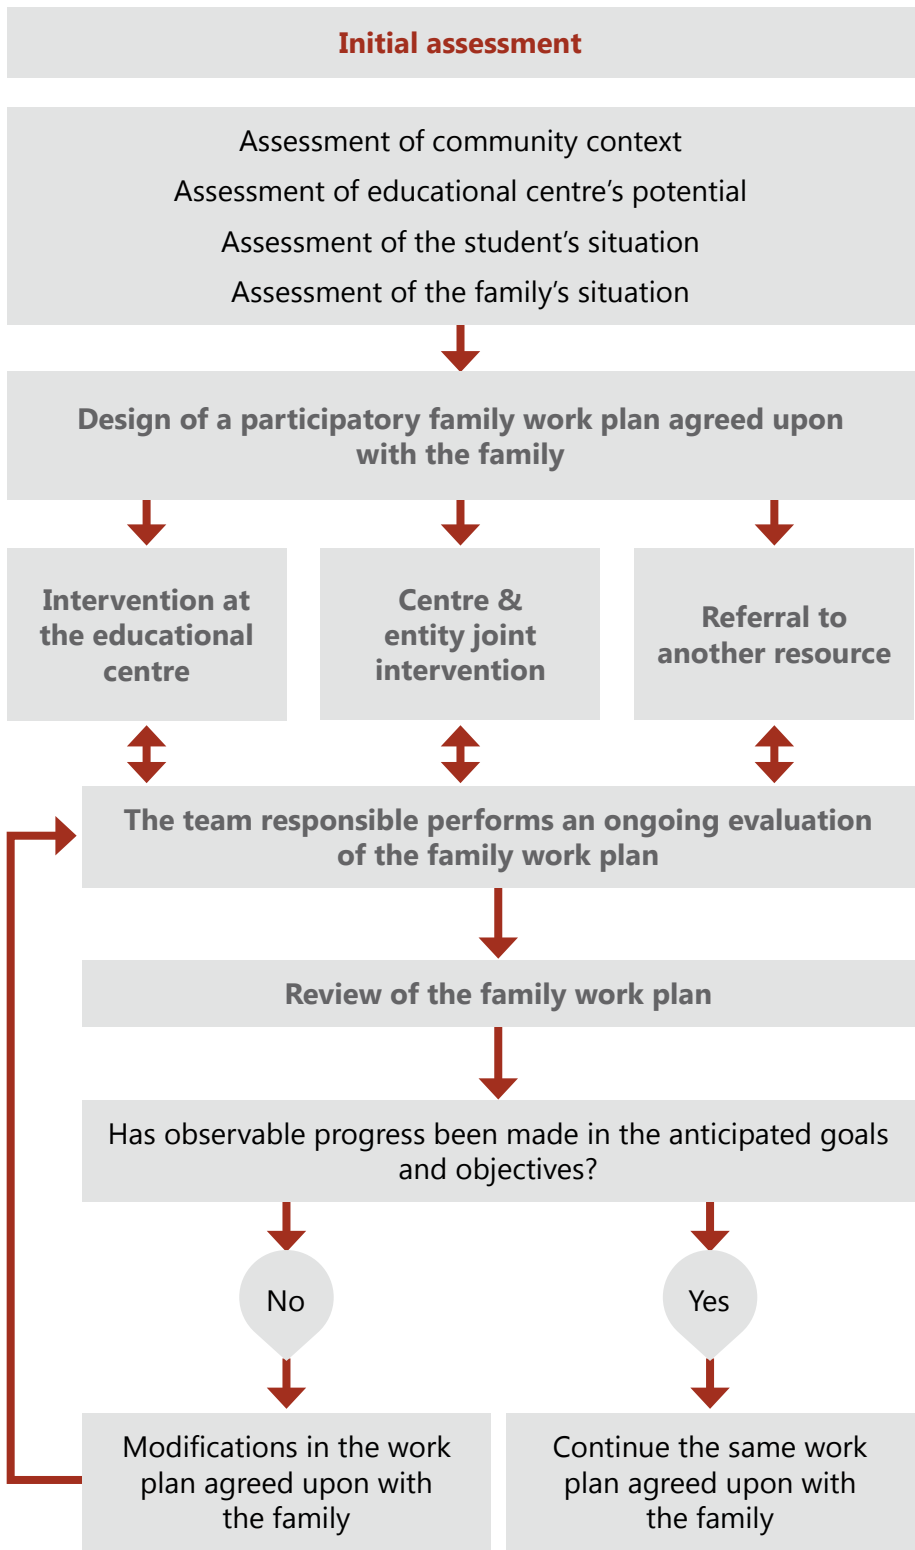 Initial assessment
Assessment of community context
Assessment of educational centre’s potential
Assessment of the student’s situation
Assessment of the family’s situation
Design of a participatory family work plan agreed upon
with the family
Intervention at
the educational
centre
Centre &
entity joint
intervention
Referral to
another resource
The team responsible performs an ongoing evaluation
of the family work plan
Review of the family work plan
Has observable progress been made in the anticipated goals
and objectives?
No
Yes
Modifications in the work
plan agreed upon with
the family
Continue the same work
plan agreed upon with
the family